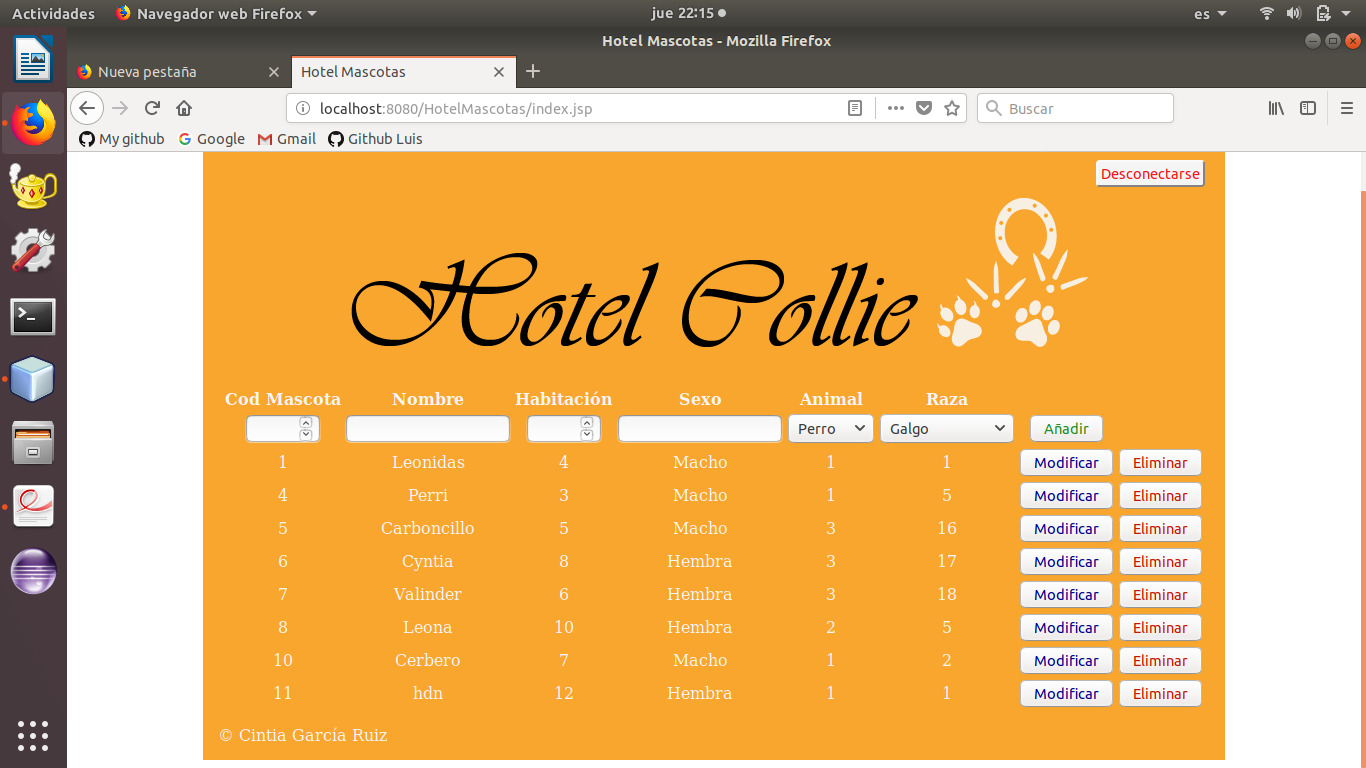 Actividades Navegador web Firefox jue 22:15 es
Hotel Mascotas - Mozilla Firefox
Nueva pestaña Hotel Mascotas
localhost:8080/HotelMascotas/index.jsp Buscar
My github Google Gmail Github Luis
Desconectarse
Hotel Collie
Cod Mascota Nombre Habitación Sexo Animal Raza
Perro Galgo Añadir
1 Leonidas 4 Macho 1 1 Modificar Eliminar
4 Perri 3 Macho 1 5 Modificar Eliminar
5 Carboncillo 5 Macho 3 16 Modificar Eliminar
6 Cyntia 8 Hembra 3 17 Modificar Eliminar
7 Valinder 6 Hembra 3 18 Modificar Eliminar
8 Leona 10 Hembra 2 5 Modificar Eliminar
10 Cerbero 7 Macho 1 2 Modificar Eliminar
11 hdn 12 Hembra 1 1 Modificar Eliminar
© Cintia García Ruiz